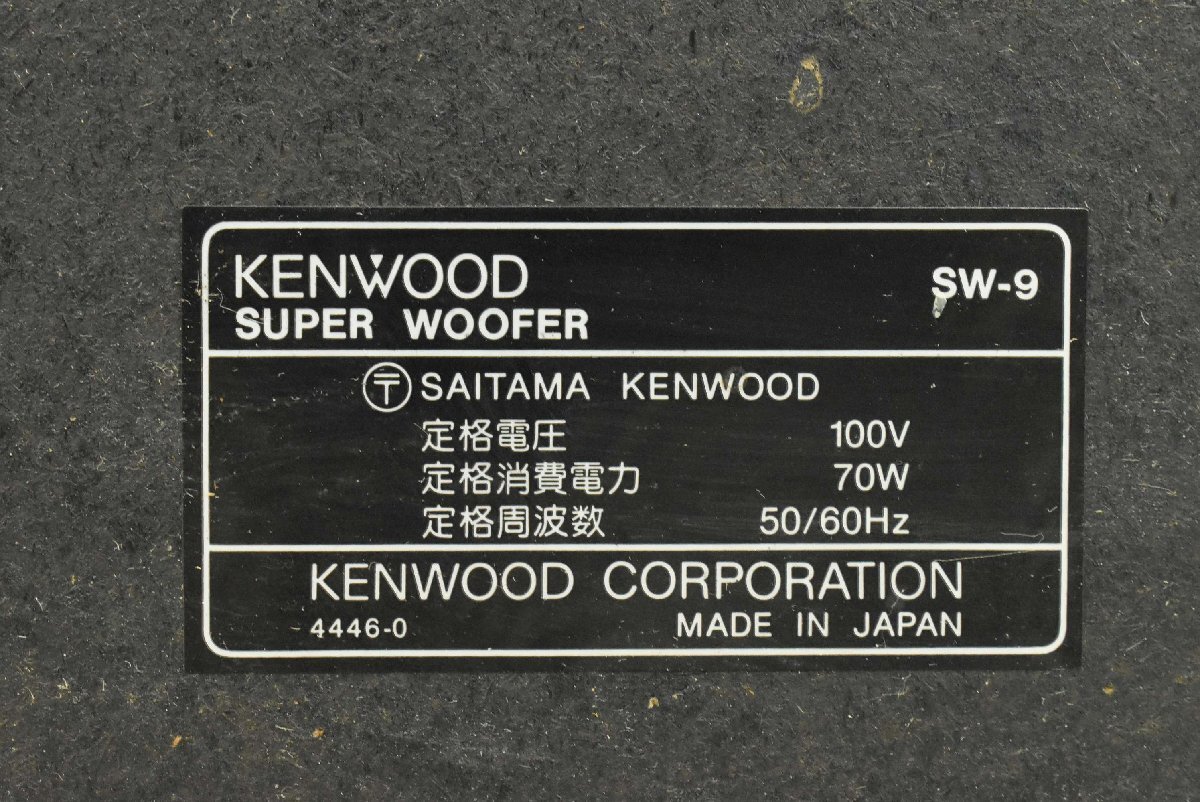 KENWOOD
SUPER WOOFER
SW-9
〒 SAITAMA KENWOOD
定格電圧 100V
定格消費電力 70W
定格周波数 50/60Hz
KENWOOD CORPORATION
4446-0 MADE IN JAPAN